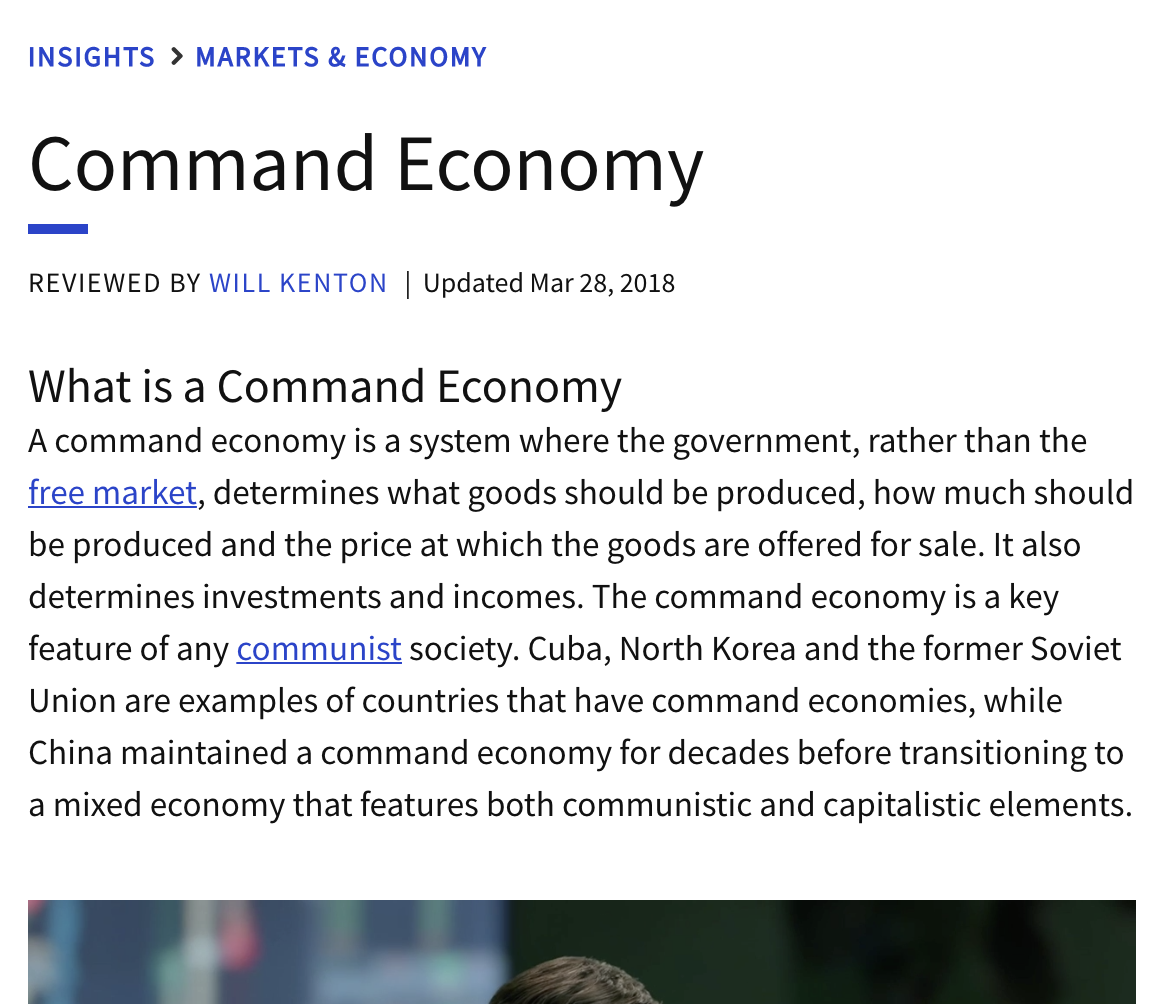 INSIGHTS > MARKETS & ECONOMY
Command Economy
REVIEWED BY WILL KENTON | Updated Mar 28, 2018
What is a Command Economy
A command economy is a system where the government, rather than the
free market, determines what goods should be produced, how much should
be produced and the price at which the goods are offered for sale. It also
determines investments and incomes. The command economy is a key
feature of any communist society. Cuba, North Korea and the former Soviet
Union are examples of countries that have command economies, while
China maintained a command economy for decades before transitioning to
a mixed economy that features both communistic and capitalistic elements.